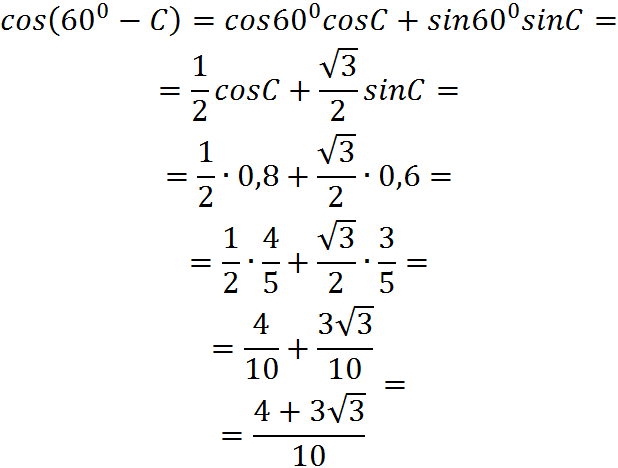 cos(60⁰ − C) = cos60⁰cosC + sin60⁰sinC =
= 1/2 cosC + √3/2 sinC =
= 1/2 · 0,8 + √3/2 · 0,6 =
= 1/2 · 4/5 + √3/2 · 3/5 =
= 4/10 + 3√3/10 =
= (4 + 3√3)/10